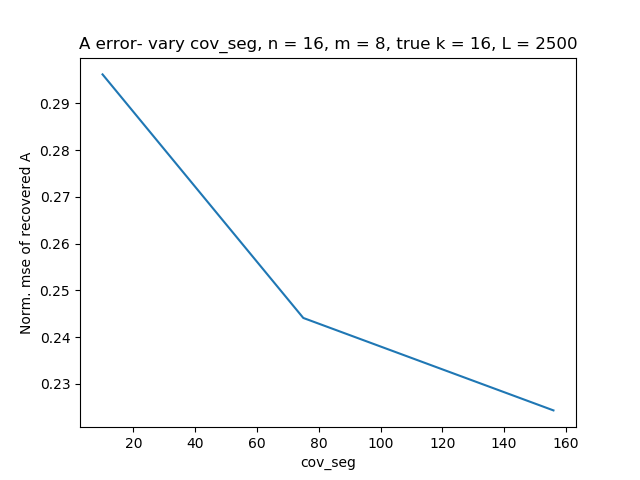 A error- vary cov_seg, n = 16, m = 8, true k = 16, L = 2500
Norm. mse of recovered A
0.29
0.28
0.27
0.26
0.25
0.24
0.23
20 40 60 80 100 120 140 160
cov_seg